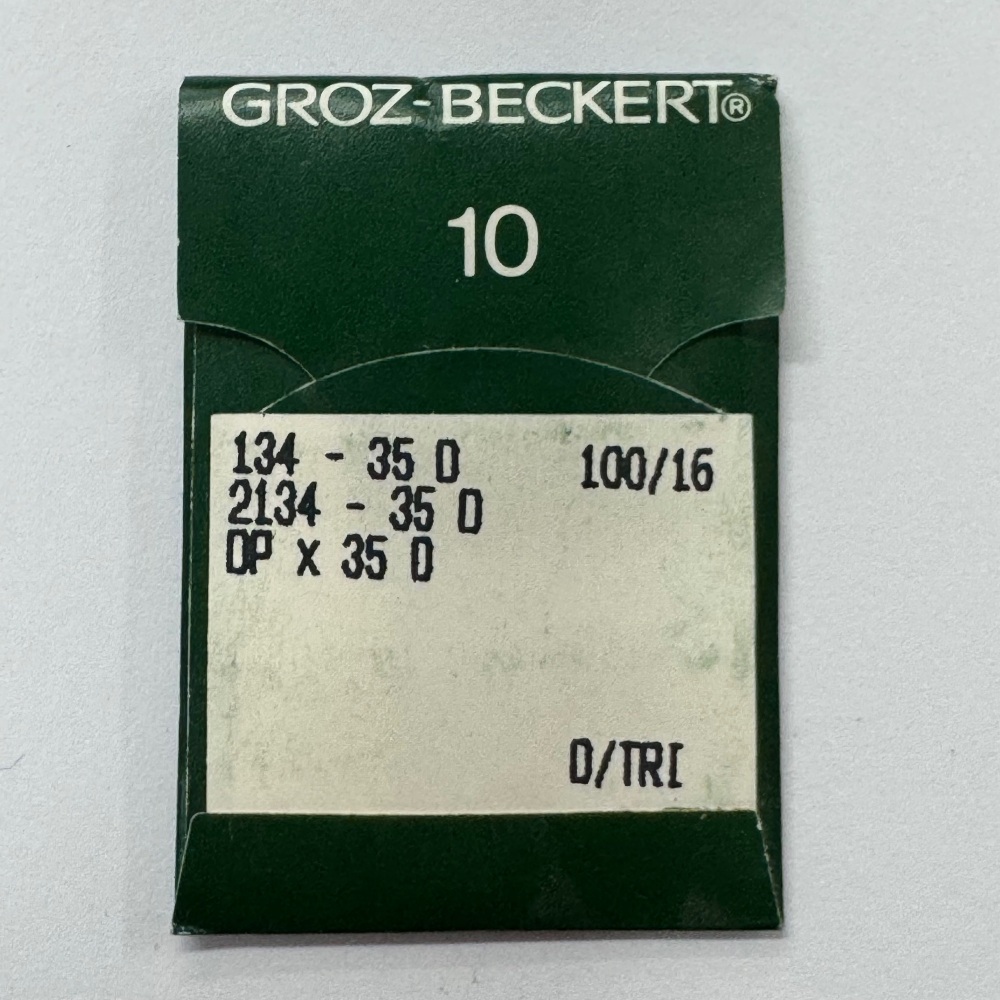 GROZ-BECKERT®
10
134 - 35 D 100/16
2134 - 35 D
DP x 35 D
D/TRI